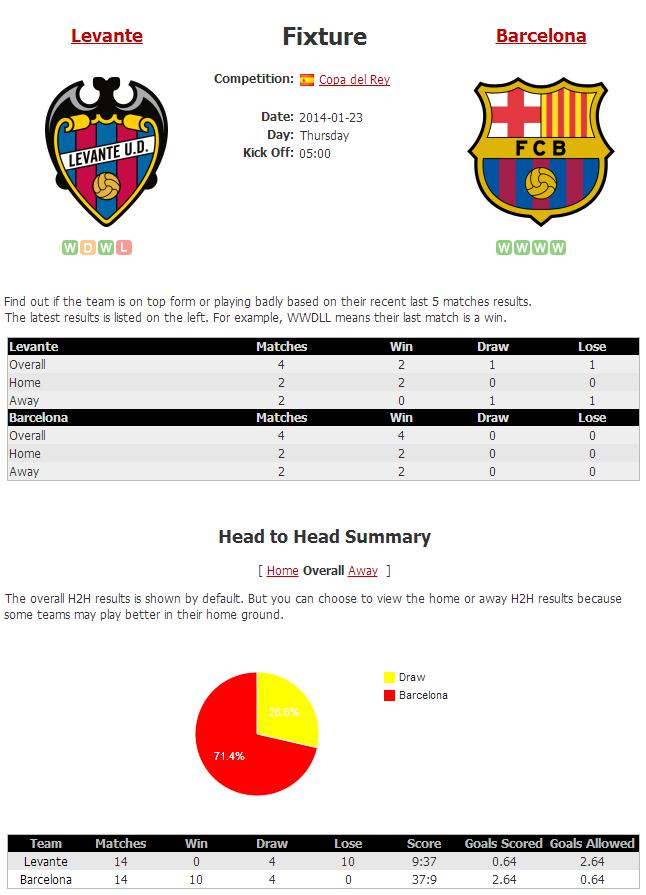 Levante
Fixture
Barcelona
Competition: Copa del Rey
Date: 2014-01-23
Day: Thursday
Kick Off: 05:00
LEVANTE U.D.
FCB
W D W L
W W W W
Find out if the team is on top form or playing badly based on their recent last 5 matches results.
The latest results is listed on the left. For example, WWDLL means their last match is a win.
Levante Matches Win Draw Lose
Overall 4 2 1 1
Home 2 2 0 0
Away 2 0 1 1
Barcelona Matches Win Draw Lose
Overall 4 4 0 0
Home 2 2 0 0
Away 2 2 0 0
Head to Head Summary
[ Home Overall Away ]
The overall H2H results is shown by default. But you can choose to view the home or away H2H results because
some teams may play better in their home ground.
Draw
Barcelona
28.6%
71.4%
Team Matches Win Draw Lose Score Goals Scored Goals Allowed
Levante 14 0 4 10 9:37 0.64 2.64
Barcelona 14 10 4 0 37:9 2.64 0.64